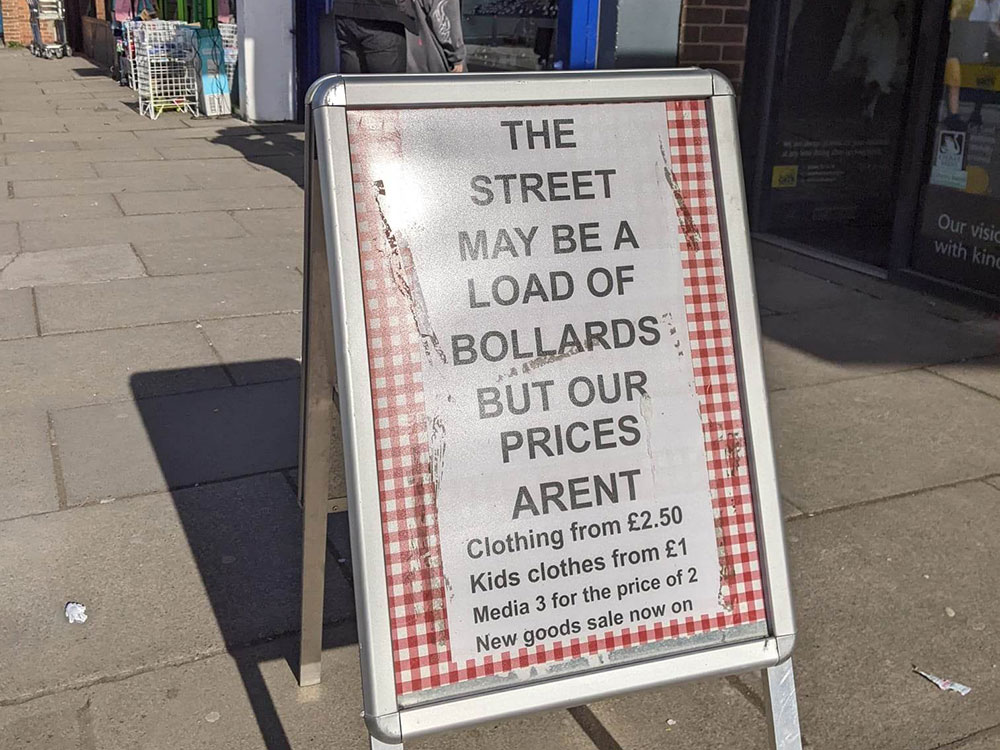 THE
STREET
MAY BE A
LOAD OF
BOLLARDS
BUT OUR
PRICES
ARENT
Clothing from £2.50
Kids clothes from £1
Media 3 for the price of 2
New goods sale now on
Our visi
with kin